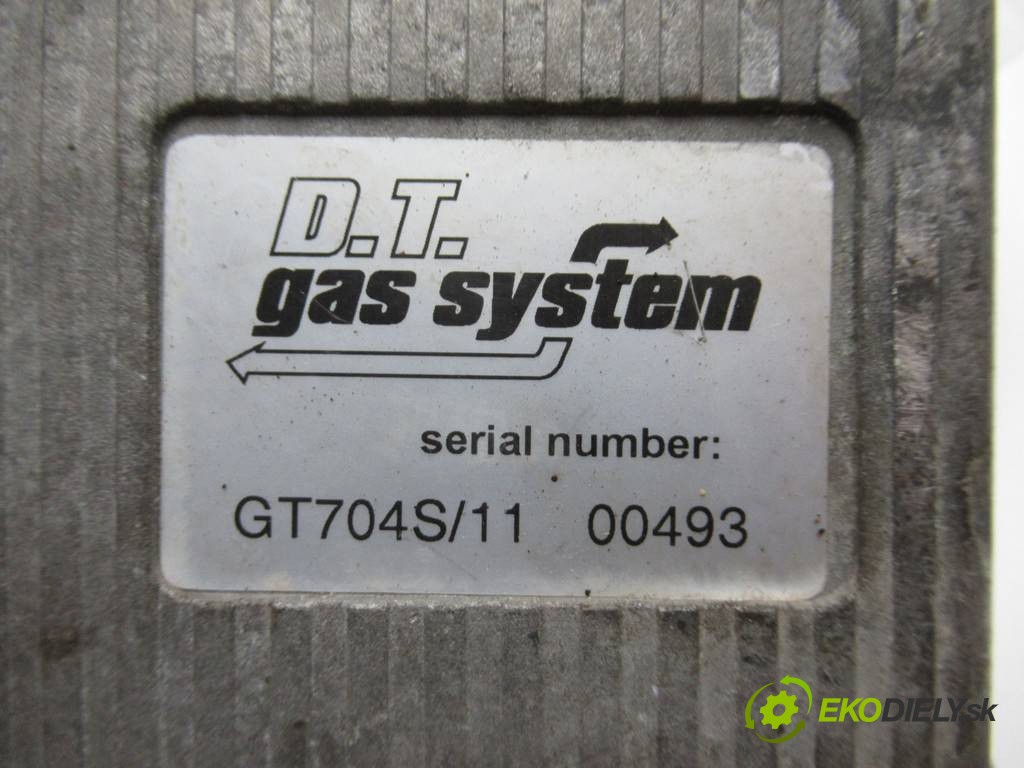 D.T.
gas system
serial number:
GT704S/11 00493
EKODIELY.sk